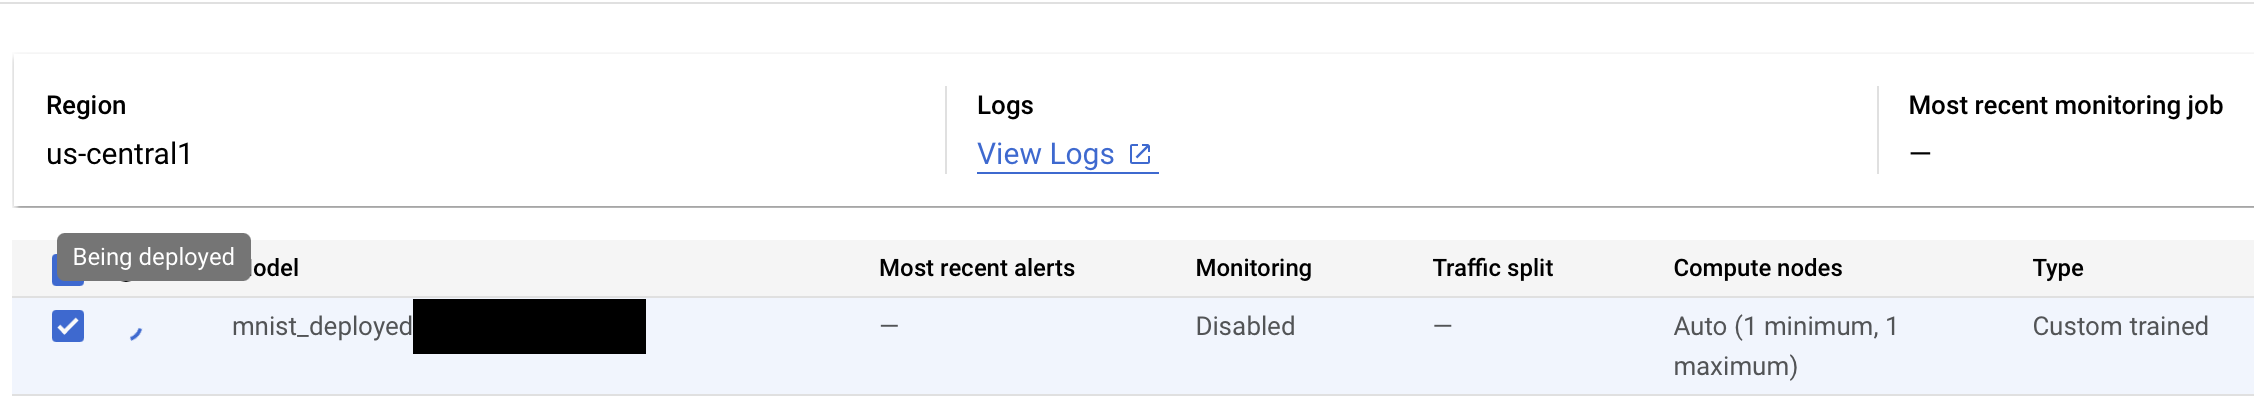 Region
us-central1
Logs
View Logs
Most recent monitoring job
—
Being deployed
odel
Most recent alerts
Monitoring
Traffic split
Compute nodes
Type
mnist_deployed
—
Disabled
—
Auto (1 minimum, 1
maximum)
Custom trained